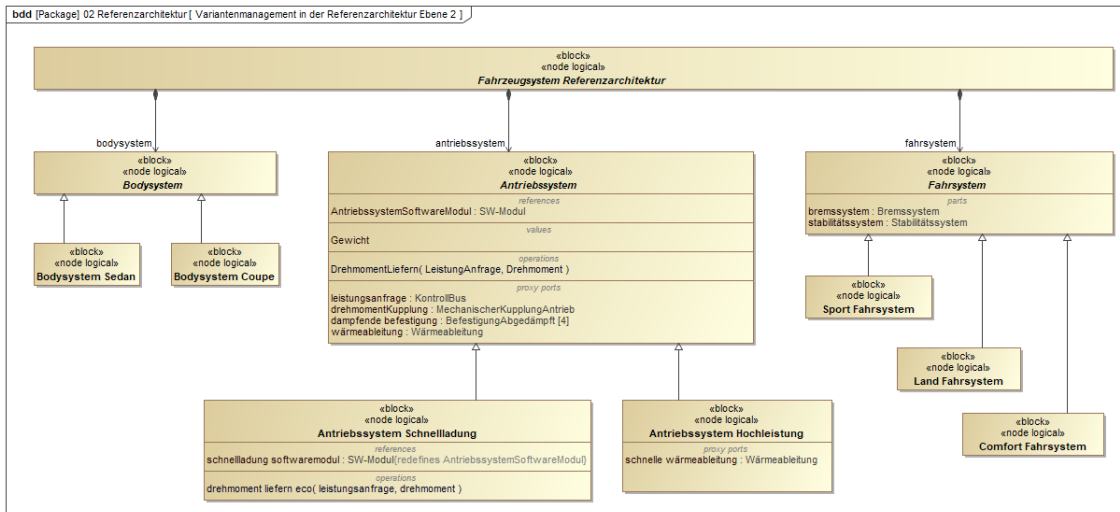 bdd [Package] 02 Referenzarchitektur [ Variantenmanagement in der Referenzarchitektur Ebene 2 ]
«block»
«node logical»
Fahrzeugsystem Referenzarchitektur
bodysystem
antriebssystem
fahrsystem
«block»
«node logical»
Bodysystem
«block»
«node logical»
Bodysystem Sedan
«block»
«node logical»
Bodysystem Coupe
«block»
«node logical»
Antriebssystem
references
AntriebssystemSoftwareModul : SW-Modul
values
Gewicht
operations
DrehmomentLiefern( LeistungAnfrage, Drehmoment )
proxy ports
leistungsanfrage : KontrollBus
drehmomentKupplung : MechanischerKupplungAntrieb
dampfende befestigung : BefestigungAbgedämpft [4]
wärmeableitung : Wärmeableitung
«block»
«node logical»
Antriebssystem Schnellladung
references
schnellladung softwaremodul : SW-Modul{redefines AntriebssystemSoftwareModul}
operations
drehmoment liefern eco( leistungsanfrage, drehmoment )
«block»
«node logical»
Antriebssystem Hochleistung
proxy ports
schnelle wärmeableitung : Wärmeableitung
«block»
«node logical»
Fahrsystem
parts
bremssystem : Bremssystem
stabilitätssystem : Stabilitätssystem
«block»
«node logical»
Sport Fahrsystem
«block»
«node logical»
Land Fahrsystem
«block»
«node logical»
Comfort Fahrsystem